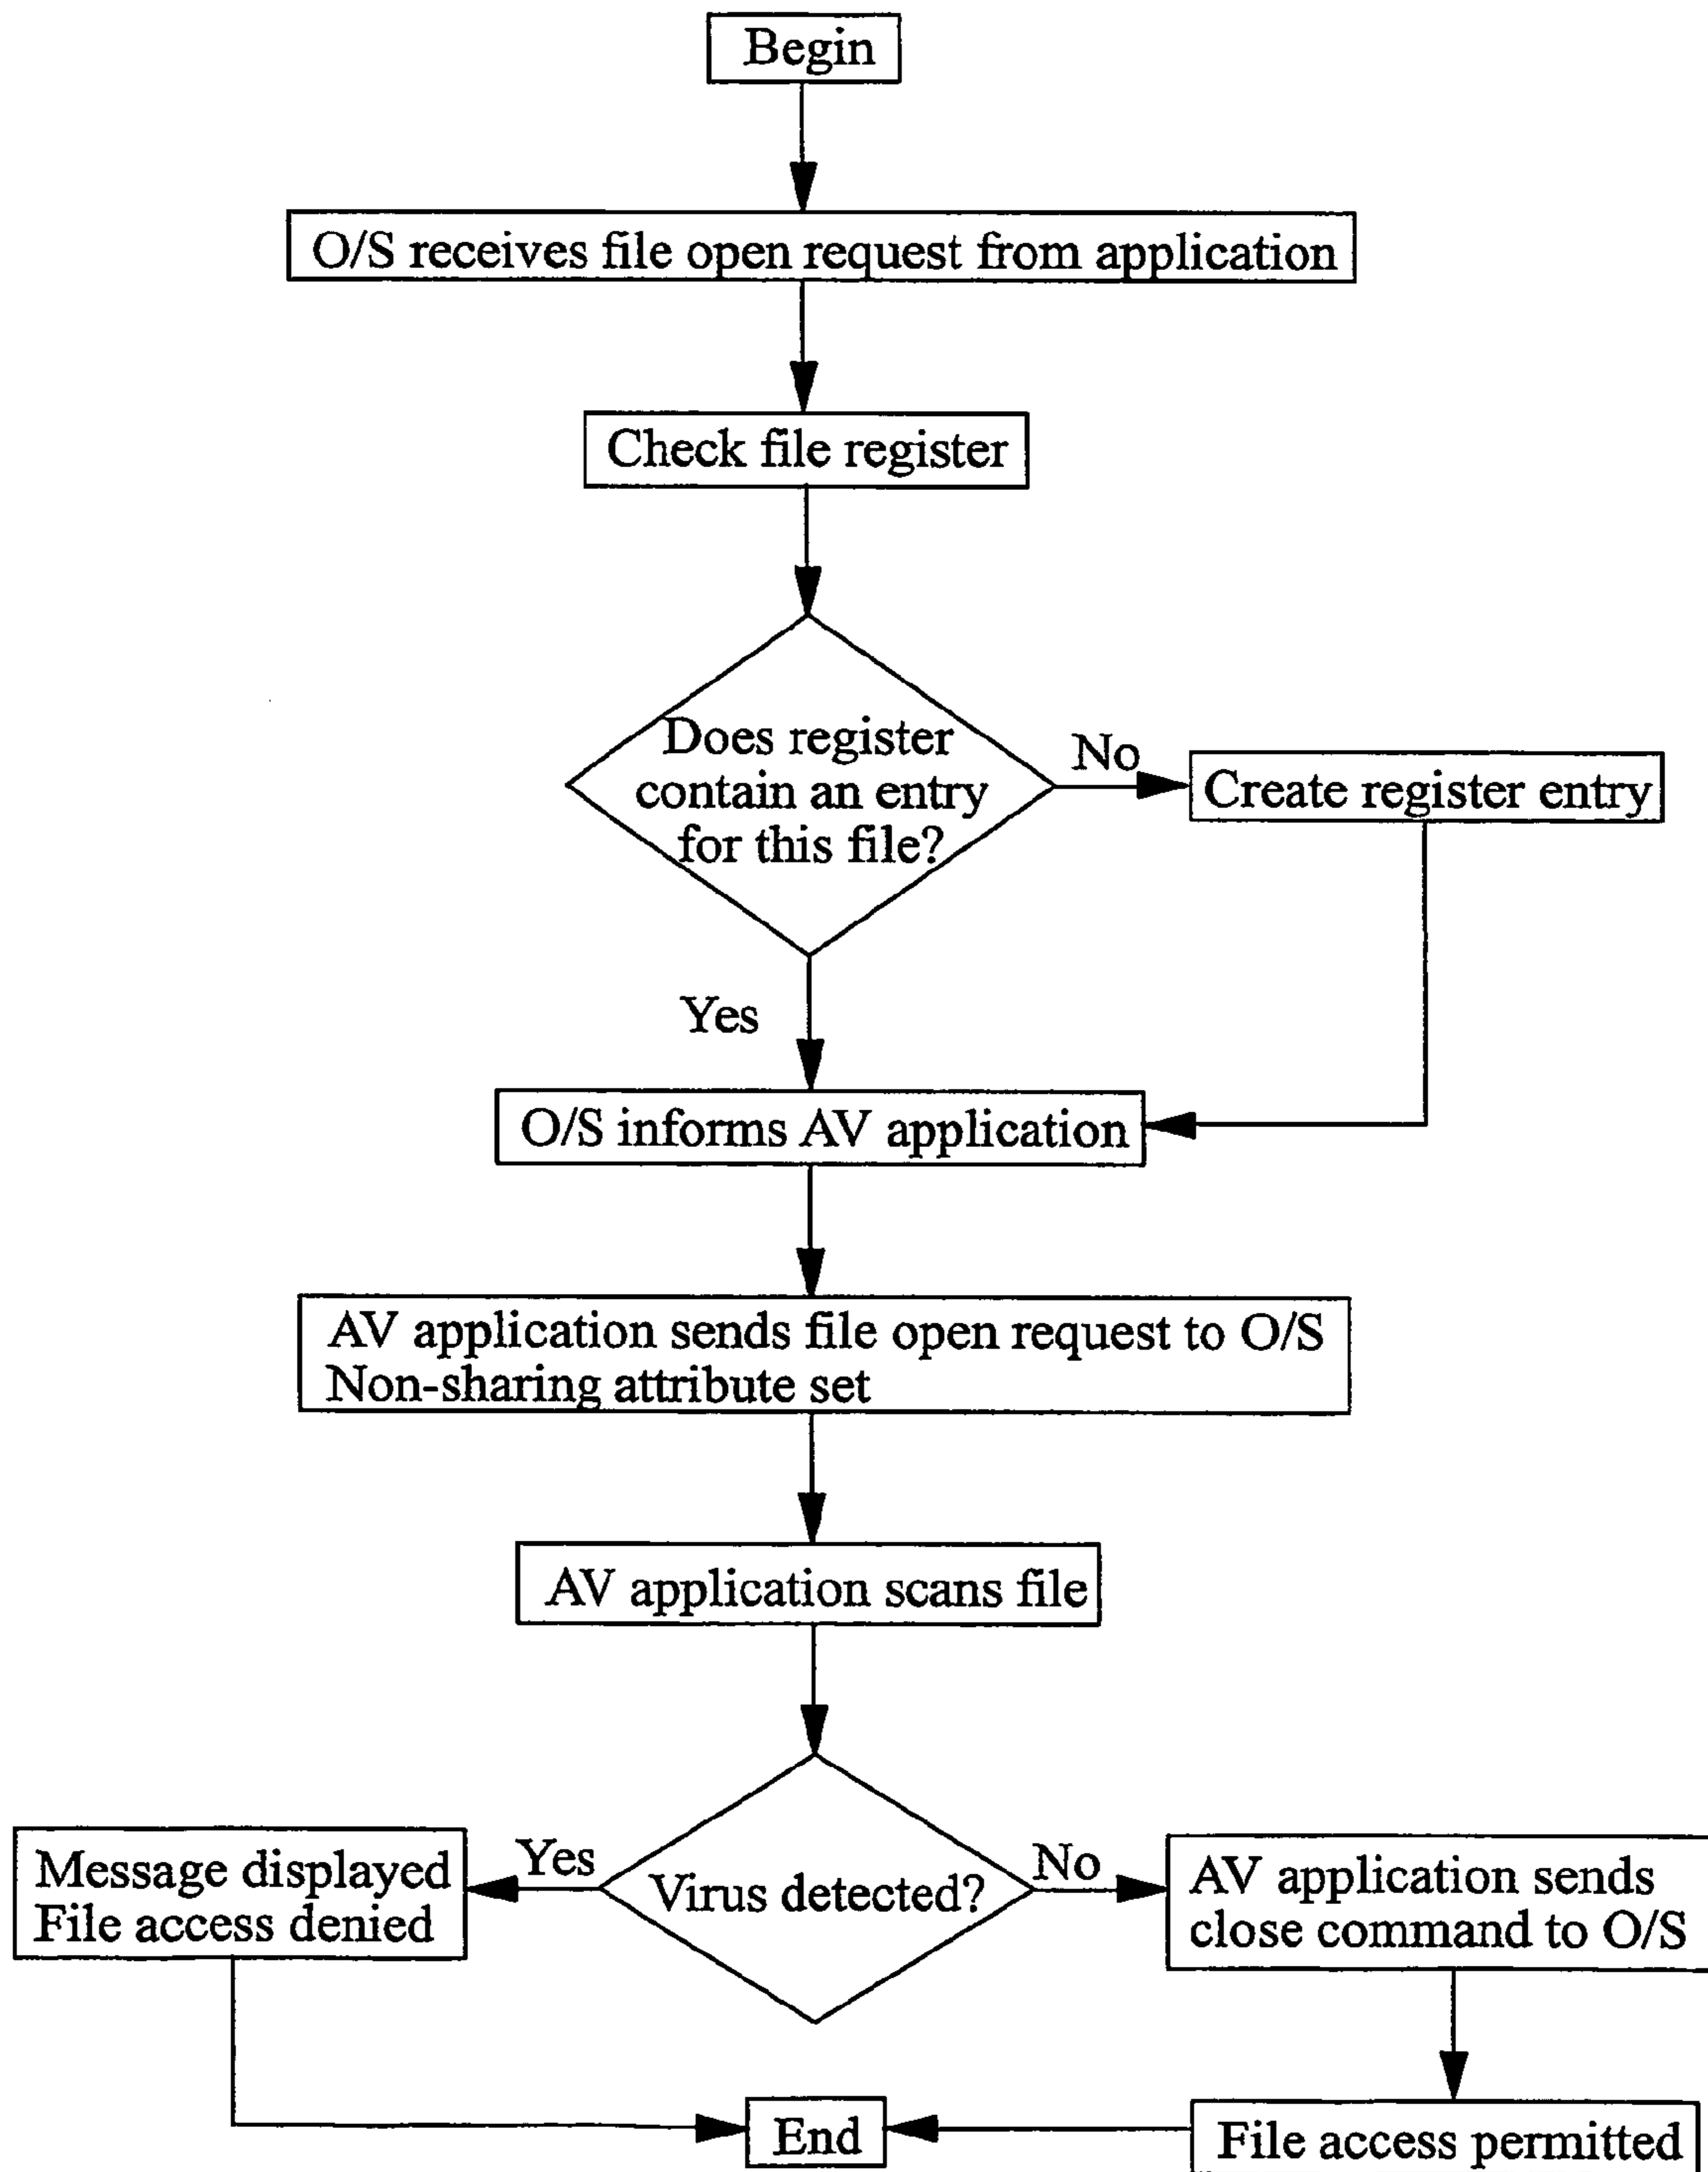 Begin
O/S receives file open request from application
Check file register
Does register
contain an entry
for this file?
No
Create register entry
Yes
O/S informs AV application
AV application sends file open request to O/S
Non-sharing attribute set
AV application scans file
Virus detected?
Yes
Message displayed
File access denied
No
AV application sends
close command to O/S
End
File access permitted